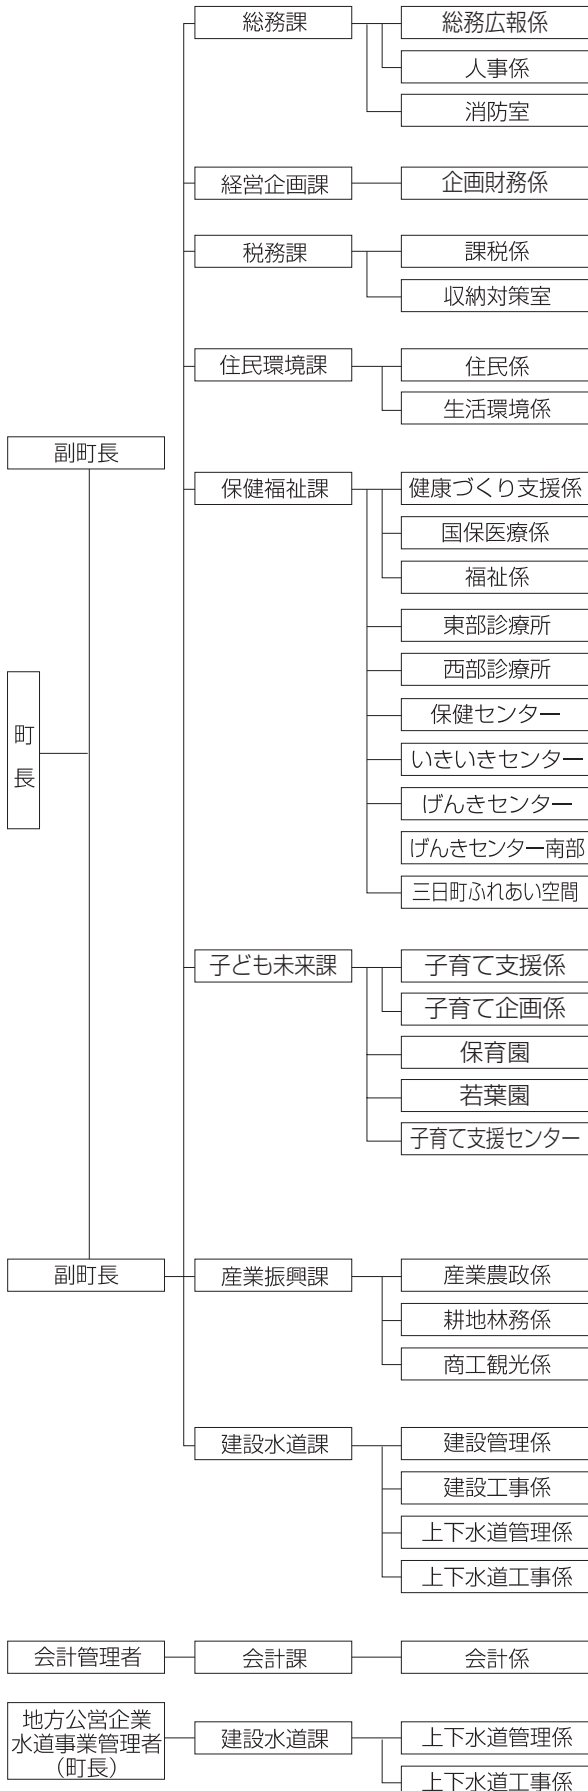 総務課
総務広報係
人事係
消防室
経営企画課
企画財務係
税務課
課税係
収納対策室
住民環境課
住民係
生活環境係
副町長
保健福祉課
健康づくり支援係
国保医療係
福祉係
東部診療所
西部診療所
保健センター
いきいきセンター
げんきセンター
げんきセンター南部
三日町ふれあい空間
町
長
子ども未来課
子育て支援係
子育て企画係
保育園
若葉園
子育て支援センター
副町長
産業振興課
産業農政係
耕地林務係
商工観光係
建設水道課
建設管理係
建設工事係
上下水道管理係
上下水道工事係
会計管理者
会計課
会計係
地方公営企業
水道事業管理者
(町長)
建設水道課
上下水道管理係
上下水道工事係